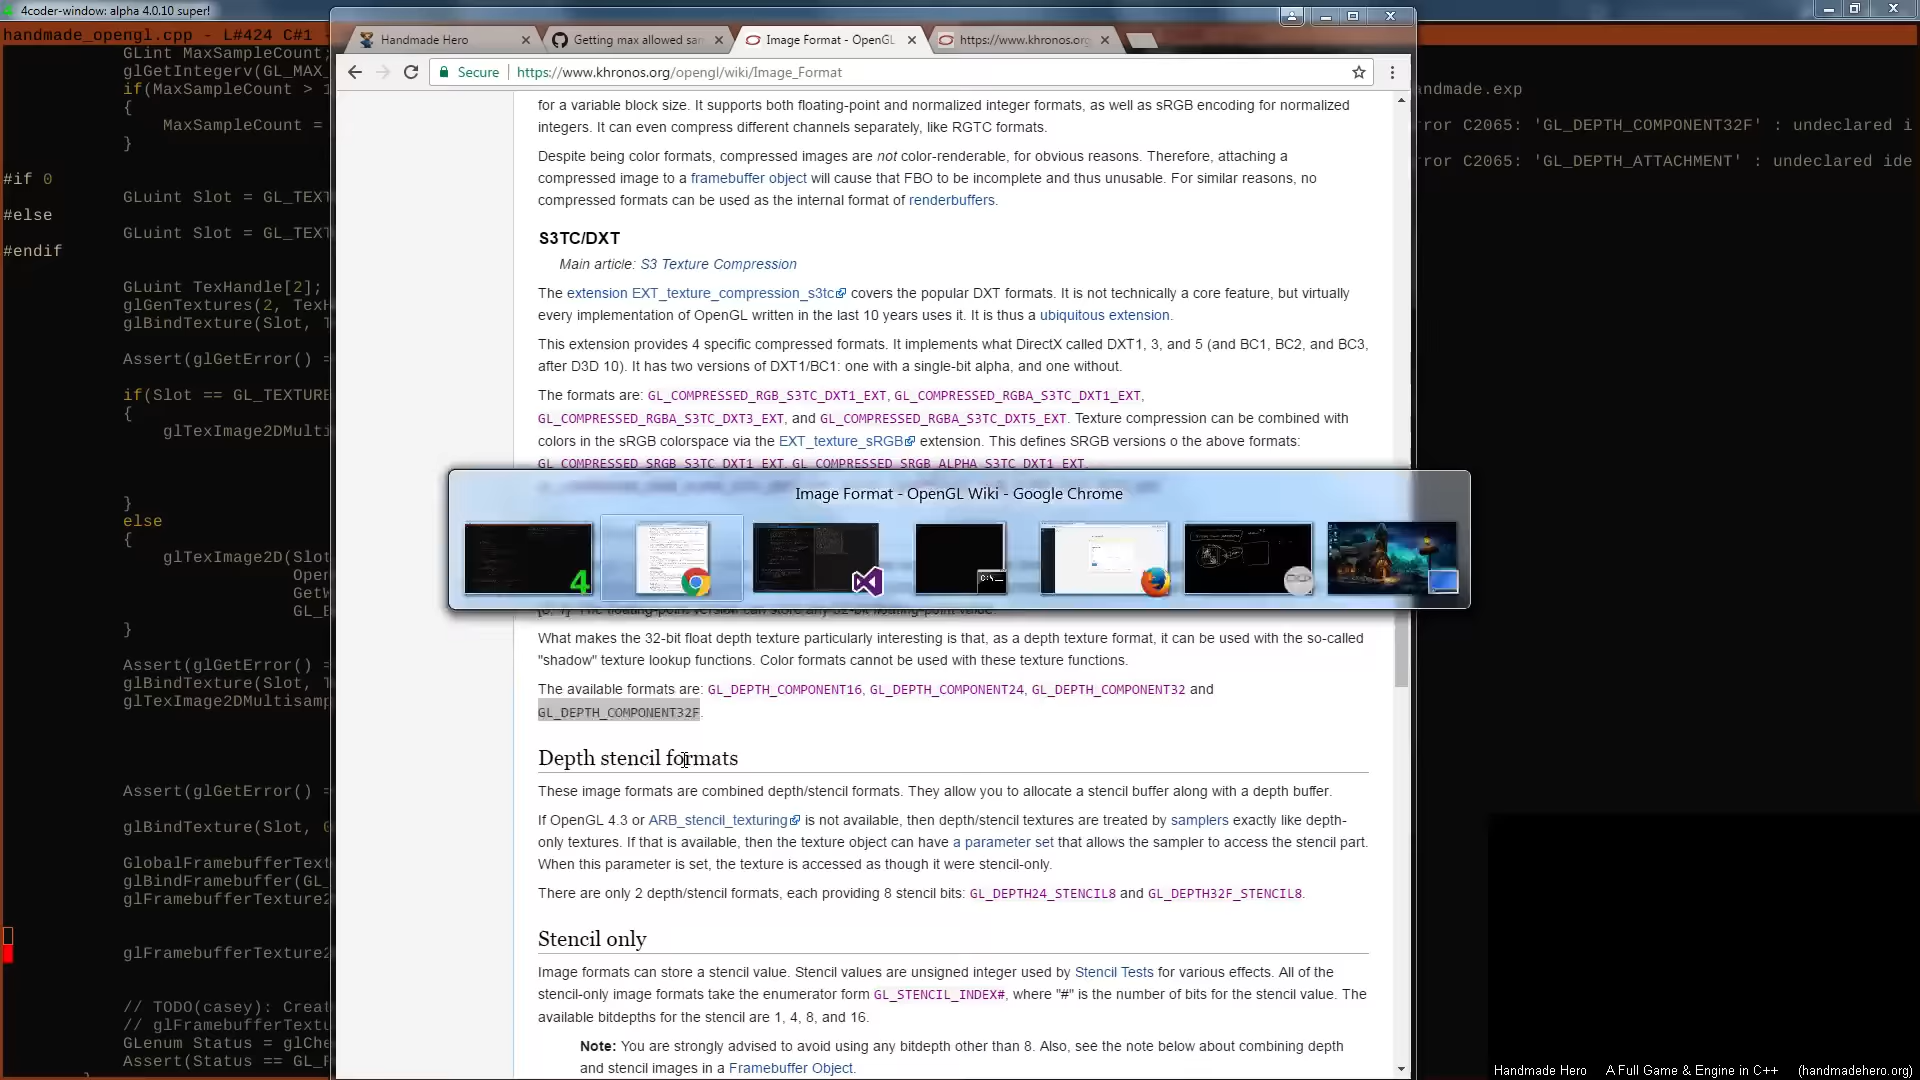 4coder-window: alpha 4.0.10 super!
handmade_opengl.cpp - L#424 C#1 -
GLint MaxSampleCount;
glGetIntegerv(GL_MAX_
if(MaxSampleCount > 1
{
MaxSampleCount =
}
#if 0
GLuint Slot = GL_TEXT
#else
GLuint Slot = GL_TEXT
#endif
GLuint TexHandle[2];
glGenTextures(2, TexH
glBindTexture(Slot, T
Assert(glGetError() =
if(Slot == GL_TEXTURE
{
glTexImage2DMulti
}
else
{
glTexImage2D(Slot
Open
GetW
GL_B
}
Assert(glGetError() =
glBindTexture(Slot, T
glTexImage2DMultisamp
Assert(glGetError() =
glBindTexture(Slot, 0
GlobalFramebufferText
glBindFramebuffer(GL_
glFramebufferTexture2
glFramebufferTexture2
// TODO(casey): Creat
// glFramebufferTextu
GLenum Status = glChe
Assert(Status == GL_F
Handmade Hero
Getting max allowed sam
Image Format - OpenGL
https://www.khronos.org
Secure
https://www.khronos.org/opengl/wiki/Image_Format
for a variable block size. It supports both floating-point and normalized integer formats, as well as sRGB encoding for normalized
integers. It can even compress different channels separately, like RGTC formats.
Despite being color formats, compressed images are not color-renderable, for obvious reasons. Therefore, attaching a
compressed image to a framebuffer object will cause that FBO to be incomplete and thus unusable. For similar reasons, no
compressed formats can be used as the internal format of renderbuffers.
S3TC/DXT
Main article: S3 Texture Compression
The extension EXT_texture_compression_s3tc covers the popular DXT formats. It is not technically a core feature, but virtually
every implementation of OpenGL written in the last 10 years uses it. It is thus a ubiquitous extension.
This extension provides 4 specific compressed formats. It implements what DirectX called DXT1, 3, and 5 (and BC1, BC2, and BC3,
after D3D 10). It has two versions of DXT1/BC1: one with a single-bit alpha, and one without.
The formats are: GL_COMPRESSED_RGB_S3TC_DXT1_EXT, GL_COMPRESSED_RGBA_S3TC_DXT1_EXT,
GL_COMPRESSED_RGBA_S3TC_DXT3_EXT, and GL_COMPRESSED_RGBA_S3TC_DXT5_EXT. Texture compression can be combined with
colors in the sRGB colorspace via the EXT_texture_sRGB extension. This defines SRGB versions o the above formats:
GL_COMPRESSED_SRGB_S3TC_DXT1_EXT, GL_COMPRESSED_SRGB_ALPHA_S3TC_DXT1_EXT,
Image Format - OpenGL Wiki - Google Chrome
4
C:\_
What makes the 32-bit float depth texture particularly interesting is that, as a depth texture format, it can be used with the so-called
"shadow" texture lookup functions. Color formats cannot be used with these texture functions.
The available formats are: GL_DEPTH_COMPONENT16, GL_DEPTH_COMPONENT24, GL_DEPTH_COMPONENT32 and
GL_DEPTH_COMPONENT32F.
Depth stencil formats
These image formats are combined depth/stencil formats. They allow you to allocate a stencil buffer along with a depth buffer.
If OpenGL 4.3 or ARB_stencil_texturing is not available, then depth/stencil textures are treated by samplers exactly like depth-
only textures. If that is available, then the texture object can have a parameter set that allows the sampler to access the stencil part.
When this parameter is set, the texture is accessed as though it were stencil-only.
There are only 2 depth/stencil formats, each providing 8 stencil bits: GL_DEPTH24_STENCIL8 and GL_DEPTH32F_STENCIL8.
Stencil only
Image formats can store a stencil value. Stencil values are unsigned integer used by Stencil Tests for various effects. All of the
stencil-only image formats take the enumerator form GL_STENCIL_INDEX#, where "#" is the number of bits for the stencil value. The
available bitdepths for the stencil are 1, 4, 8, and 16.
Note: You are strongly advised to avoid using any bitdepth other than 8. Also, see the note below about combining depth
and stencil images in a Framebuffer Object.
andmade.exp
ror C2065: 'GL_DEPTH_COMPONENT32F' : undeclared i
ror C2065: 'GL_DEPTH_ATTACHMENT' : undeclared ide
Handmade Hero A Full Game & Engine in C++ (handmadehero.org)